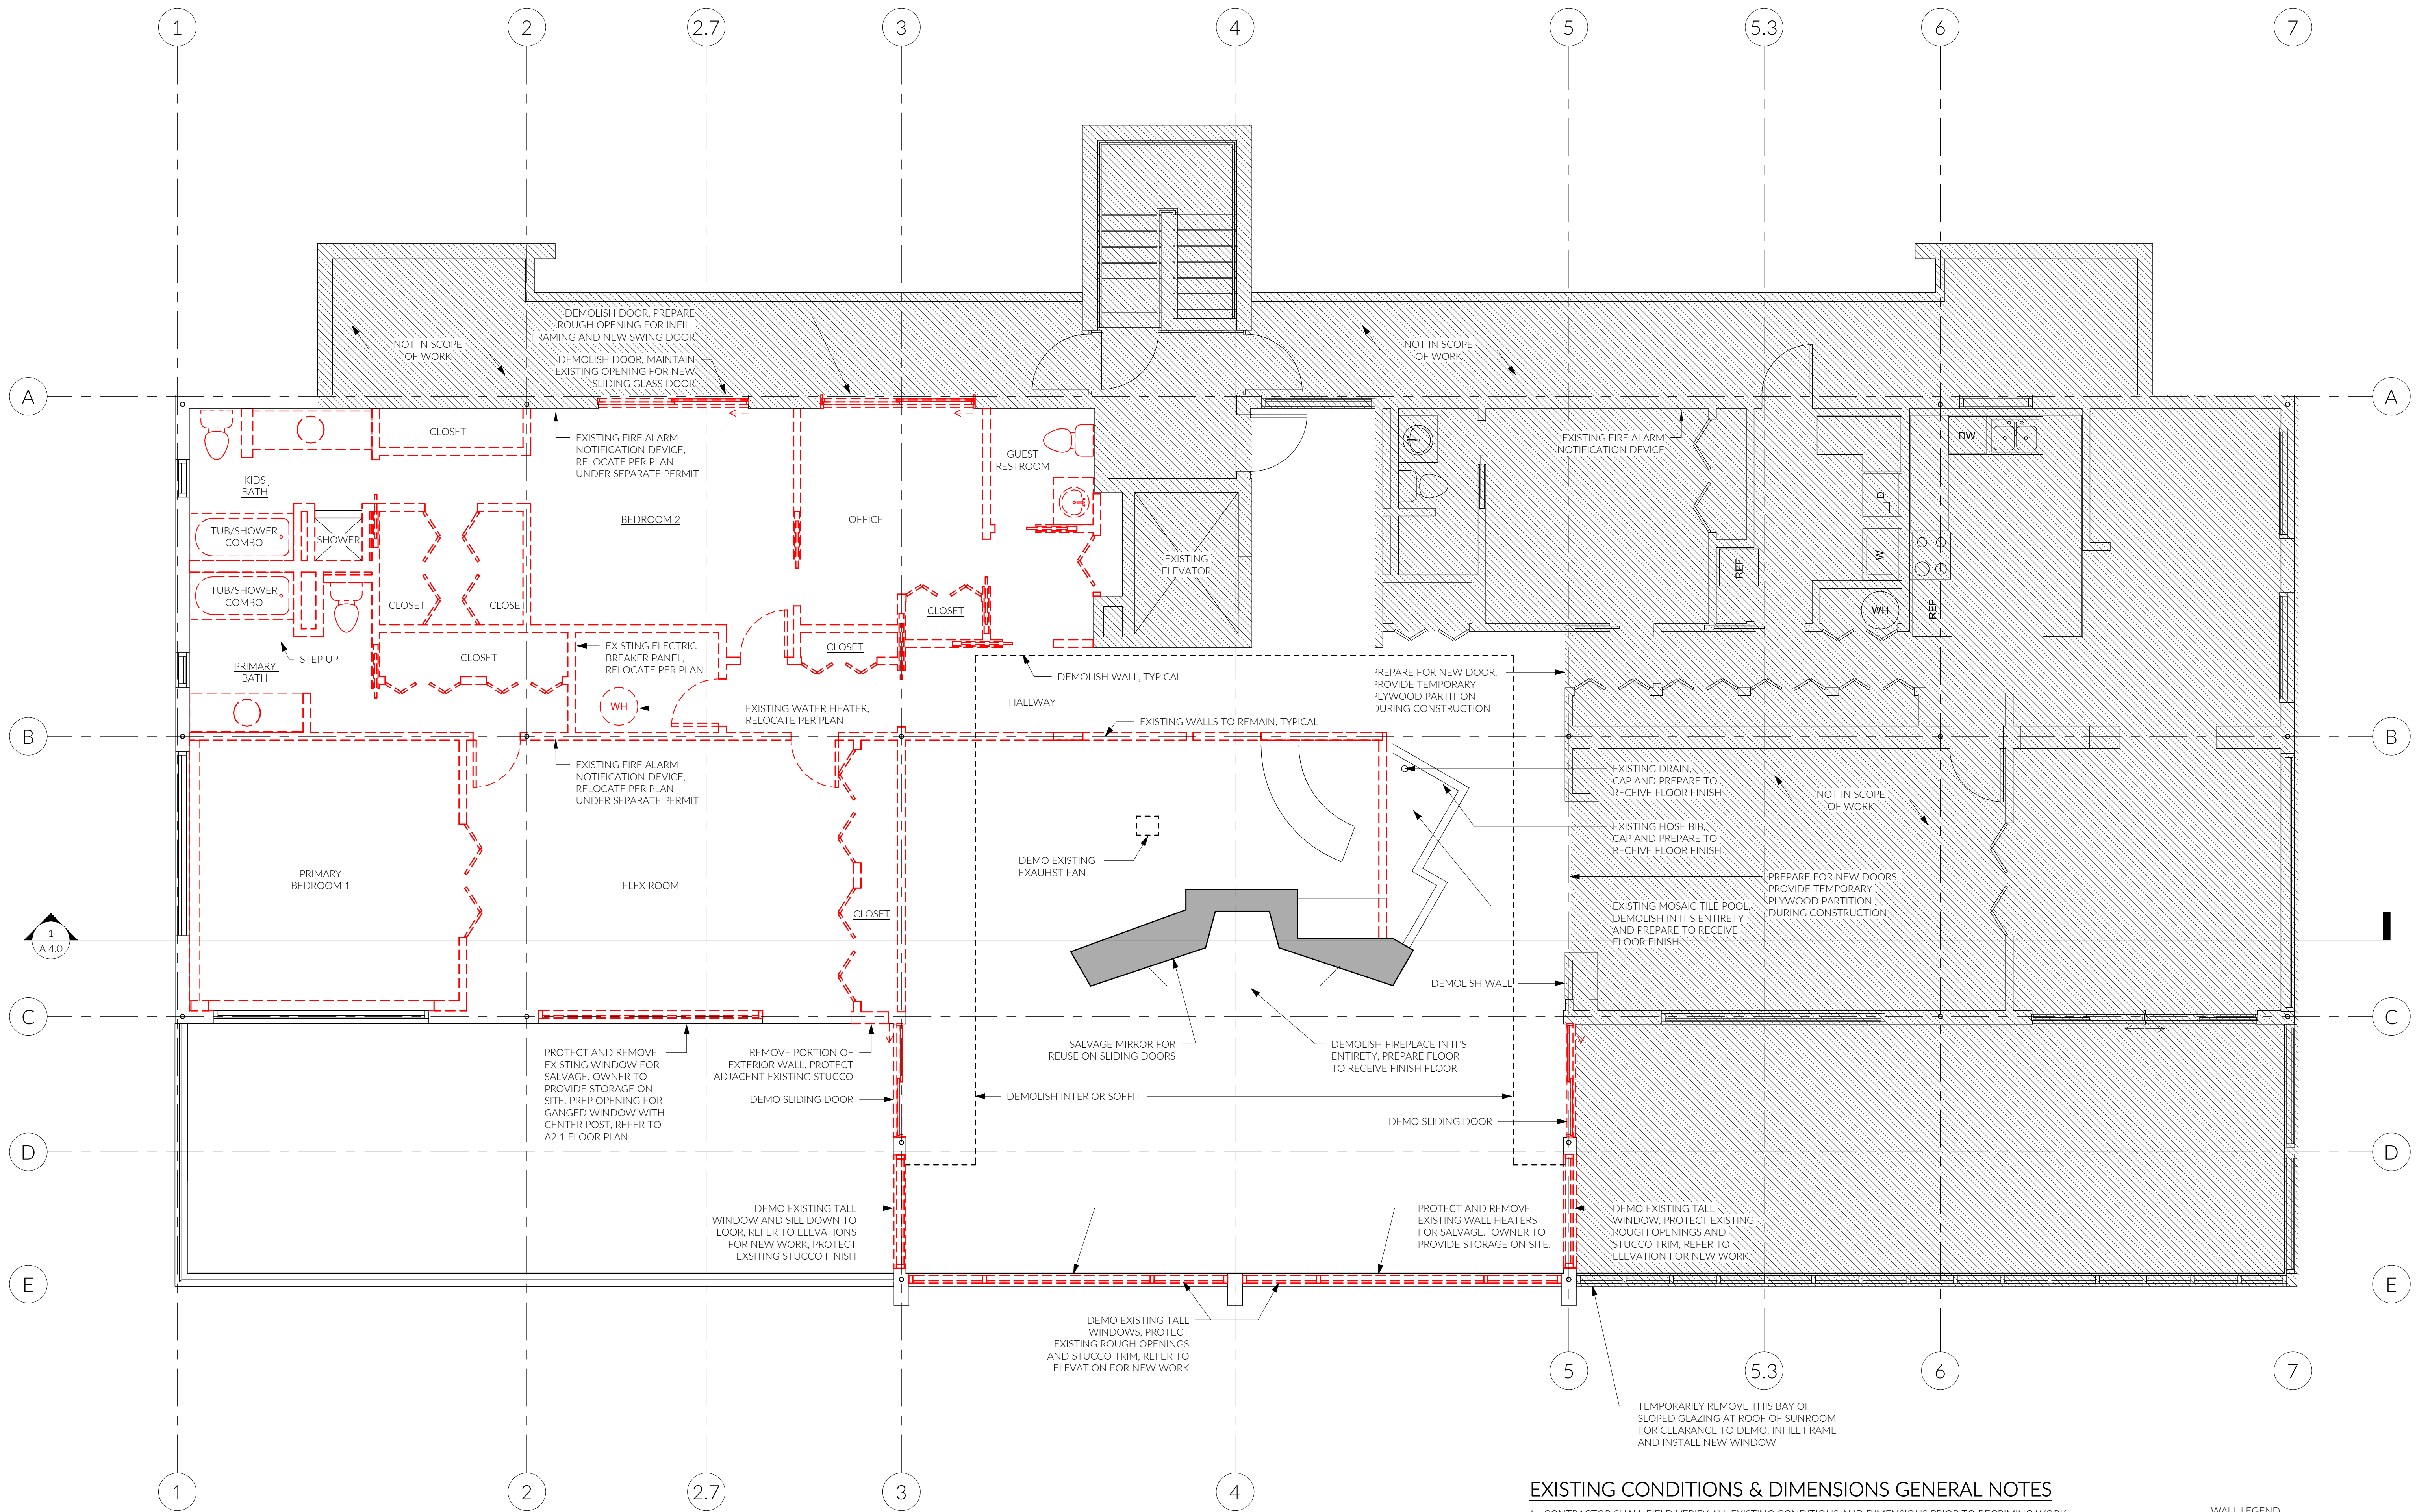 1
2
2.7
3
4
5
5.3
6
7
DEMOLISH DOOR, PREPARE
ROUGH OPENING FOR INFILL
FRAMING AND NEW SWING DOOR
NOT IN SCOPE
OF WORK
DEMOLISH DOOR, MAINTAIN
EXISTING OPENING FOR NEW
SLIDING GLASS DOOR
NOT IN SCOPE
OF WORK
A
A
CLOSET
EXISTING FIRE ALARM
NOTIFICATION DEVICE,
RELOCATE PER PLAN
UNDER SEPARATE PERMIT
GUEST
RESTROOM
EXISTING FIRE ALARM
NOTIFICATION DEVICE
DW
KIDS
BATH
BEDROOM 2
OFFICE
D
TUB/SHOWER
COMBO
SHOWER
EXISTING
ELEVATOR
W
REF
TUB/SHOWER
COMBO
CLOSET
CLOSET
CLOSET
WH
REF
STEP UP
PRIMARY
BATH
CLOSET
EXISTING ELECTRIC
BREAKER PANEL,
RELOCATE PER PLAN
CLOSET
DEMOLISH WALL, TYPICAL
PREPARE FOR NEW DOOR,
PROVIDE TEMPORARY
PLYWOOD PARTITION
DURING CONSTRUCTION
WH
EXISTING WATER HEATER,
RELOCATE PER PLAN
HALLWAY
EXISTING WALLS TO REMAIN, TYPICAL
B
B
EXISTING FIRE ALARM
NOTIFICATION DEVICE,
RELOCATE PER PLAN
UNDER SEPARATE PERMIT
EXISTING DRAIN,
CAP AND PREPARE TO
RECEIVE FLOOR FINISH
NOT IN SCOPE
OF WORK
EXISTING HOSE BIB,
CAP AND PREPARE TO
RECEIVE FLOOR FINISH
DEMO EXISTING
EXAUHST FAN
PRIMARY
BEDROOM 1
FLEX ROOM
CLOSET
PREPARE FOR NEW DOORS,
PROVIDE TEMPORARY
PLYWOOD PARTITION
DURING CONSTRUCTION
EXISTING MOSAIC TILE POOL,
DEMOLISH IN IT'S ENTIRETY
AND PREPARE TO RECEIVE
FLOOR FINISH
1
A 4.0
DEMOLISH WALL
C
C
PROTECT AND REMOVE
EXISTING WINDOW FOR
SALVAGE. OWNER TO
PROVIDE STORAGE ON
SITE. PREP OPENING FOR
GANGED WINDOW WITH
CENTER POST, REFER TO
A2.1 FLOOR PLAN
REMOVE PORTION OF
EXTERIOR WALL, PROTECT
ADJACENT EXISTING STUCCO
SALVAGE MIRROR FOR
REUSE ON SLIDING DOORS
DEMOLISH FIREPLACE IN IT'S
ENTIRETY, PREPARE FLOOR
TO RECEIVE FINISH FLOOR
DEMO SLIDING DOOR
DEMOLISH INTERIOR SOFFIT
DEMO SLIDING DOOR
D
D
DEMO EXISTING TALL
WINDOW AND SILL DOWN TO
FLOOR, REFER TO ELEVATIONS
FOR NEW WORK, PROTECT
EXSITING STUCCO FINISH
PROTECT AND REMOVE
EXISTING WALL HEATERS
FOR SALVAGE. OWNER TO
PROVIDE STORAGE ON SITE.
DEMO EXISTING TALL
WINDOW, PROTECT EXISTING
ROUGH OPENINGS AND
STUCCO TRIM, REFER TO
ELEVATION FOR NEW WORK
E
E
DEMO EXISTING TALL
WINDOWS, PROTECT
EXISTING ROUGH OPENINGS
AND STUCCO TRIM, REFER TO
ELEVATION FOR NEW WORK
5
5.3
6
7
TEMPORARILY REMOVE THIS BAY OF
SLOPED GLAZING AT ROOF OF SUNROOM
FOR CLEARANCE TO DEMO, INFILL FRAME
AND INSTALL NEW WINDOW
1
2
2.7
3
4
EXISTING CONDITIONS & DIMENSIONS GENERAL NOTES
1. CONTRACTOR SHALL FIELD VERIFY ALL EXISTING CONDITIONS AND DIMENSIONS PRIOR TO
WALL LEGEND